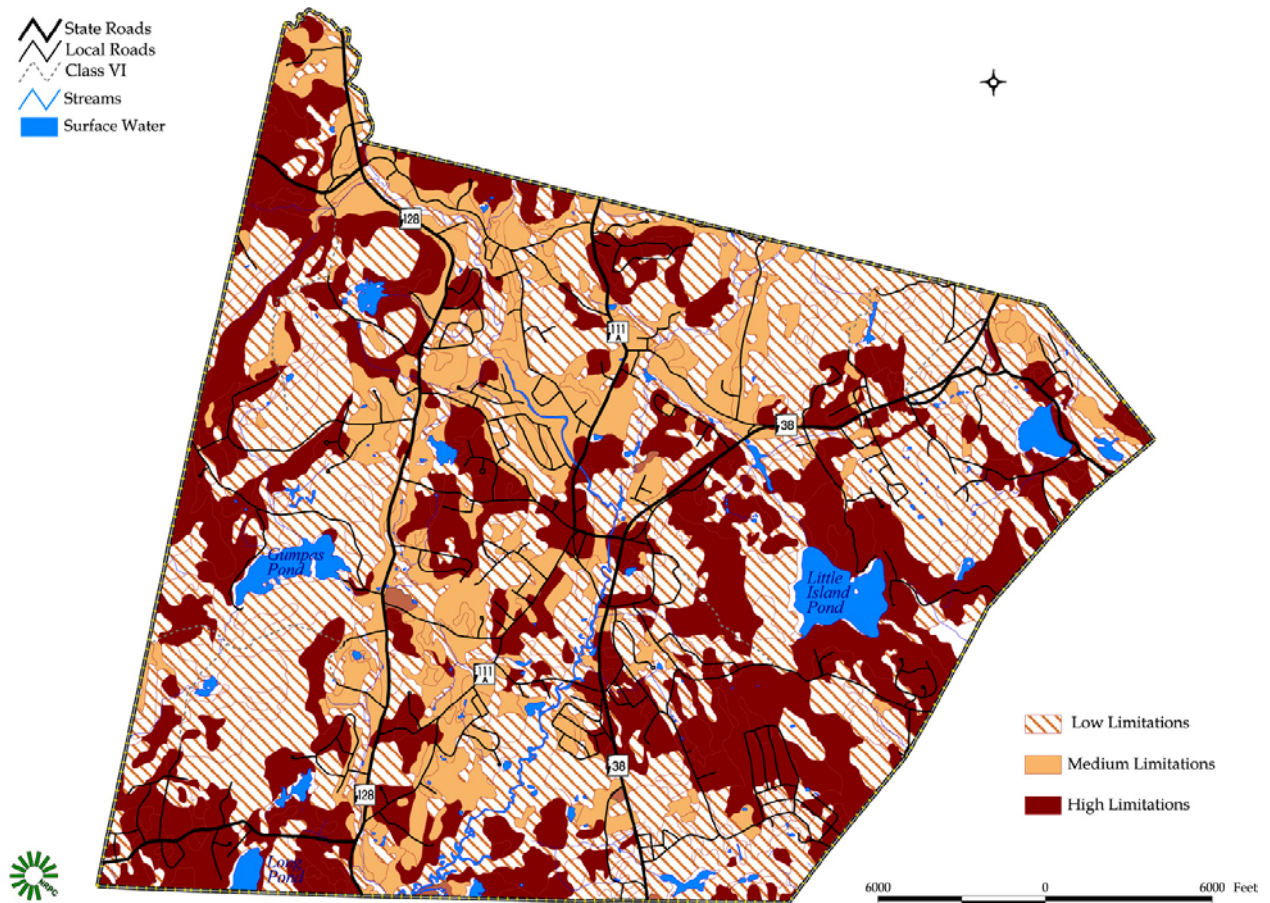 State Roads
Local Roads
Class VI
Streams
Surface Water
128
111
A
38
Gumpas
Pond
Little
Island
Pond
111
A
Low Limitations
Medium Limitations
High Limitations
38
128
Long
Pond
NRPC
6000
0
6000 Feet